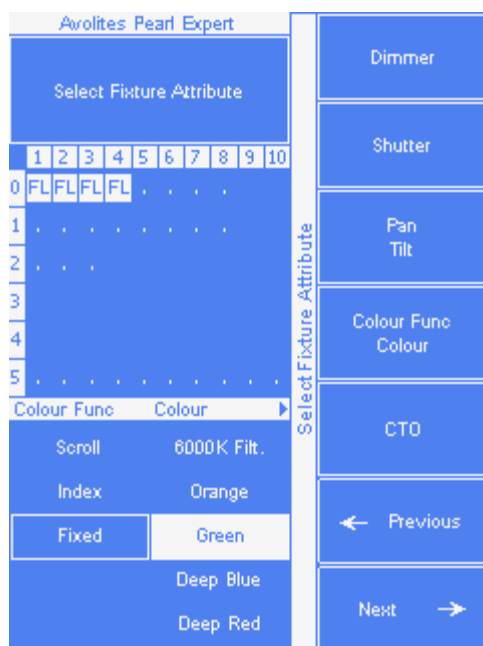 Avolites Pearl Expert
Select Fixture Attribute
1 2 3 4 5 6 7 8 9 10
0 FL FL FL FL . . . .
1 . . . . . . . .
2 . . .
3
4
5 . . . . . . . . . .
Colour Func Colour
Scroll 6000K Filt.
Index Orange
Fixed Green
Deep Blue
Deep Red
Select Fixture Attribute
Dimmer
Shutter
Pan
Tilt
Colour Func
Colour
CTO
Previous
Next